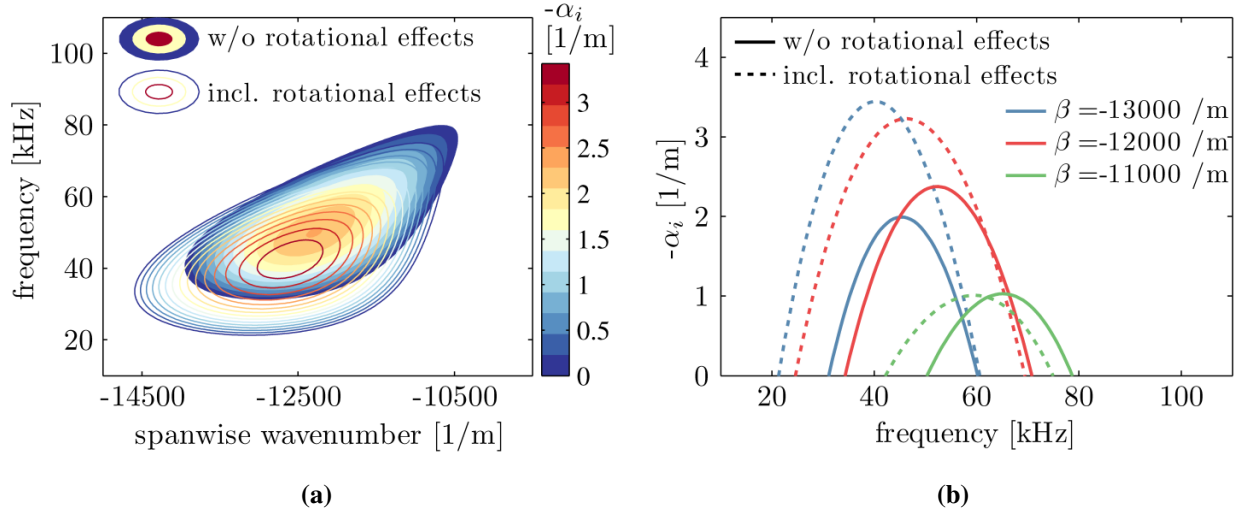 -α_i
[1/m]
w/o rotational effects
incl. rotational effects
100
80
60
40
20
frequency [kHz]
-14500
-12500
-10500
spanwise wavenumber [1/m]
3
2.5
2
1.5
1
0.5
0
(a)
w/o rotational effects
incl. rotational effects
β =-13000 /m
β =-12000 /m
β =-11000 /m
4
3
2
1
0
-α_i [1/m]
20
40
60
80
100
frequency [kHz]
(b)